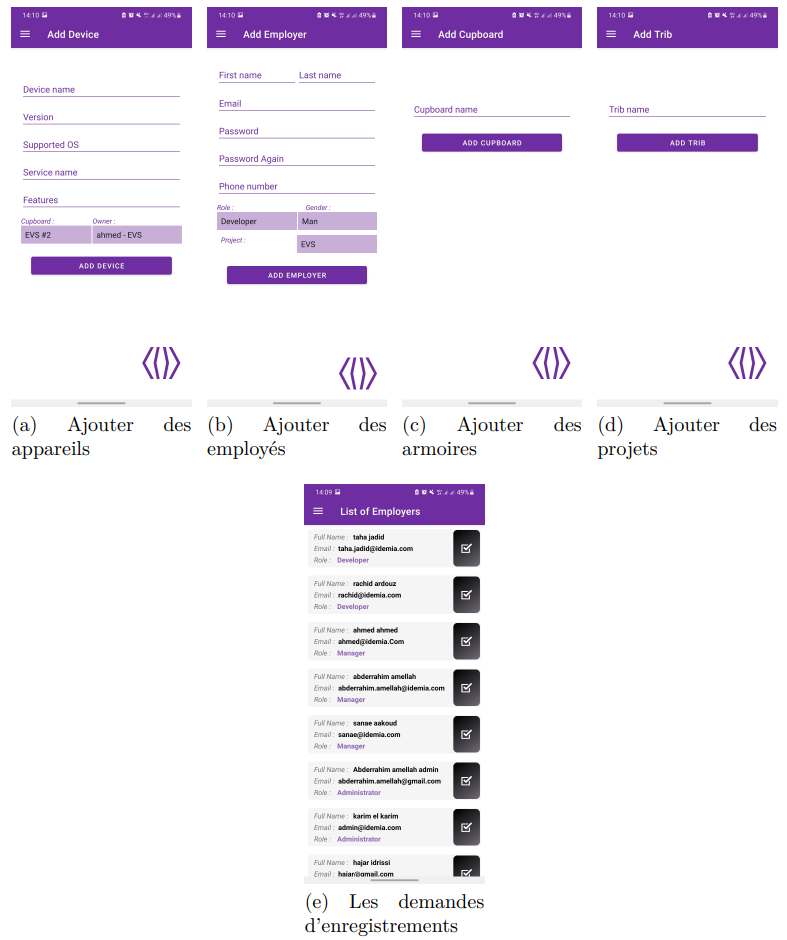 14:10 49%
Add Device
Device name
Version
Supported OS
Service name
Features
Cupboard : Owner :
EVS #2 ahmed - EVS
ADD DEVICE
(a) Ajouter des
appareils
14:10 49%
Add Employer
First name Last name
Email
Password
Password Again
Phone number
Role : Gender :
Developer Man
Project : EVS
ADD EMPLOYER
(b) Ajouter des
employés
14:10 49%
Add Cupboard
Cupboard name
ADD CUPBOARD
(c) Ajouter des
armoires
14:10 49%
Add Trib
Trib name
ADD TRIB
(d) Ajouter des
projets
14:09 49%
List of Employers
Full Name : taha jadid
Email : taha.jadid@idemia.com
Role : Developer
Full Name : rachid ardouz
Email : rachid@idemia.com
Role : Developer
Full Name : ahmed ahmed
Email : ahmed@idemia.Com
Role : Manager
Full Name : abderrahim amellah
Email : abderrahim.amellah@idemia.com
Role : Manager
Full Name : sanae aakoud
Email : sanae@idemia.com
Role : Manager
Full Name : Abderrahim amellah admin
Email : abderrahim.amellah@gmail.com
Role : Administrator
Full Name : karim el karim
Email : admin@idemia.com
Role : Administrator
Full Name : hajar idrissi
Email : hajar@gmail.com
(e) Les demandes
d'enregistrements